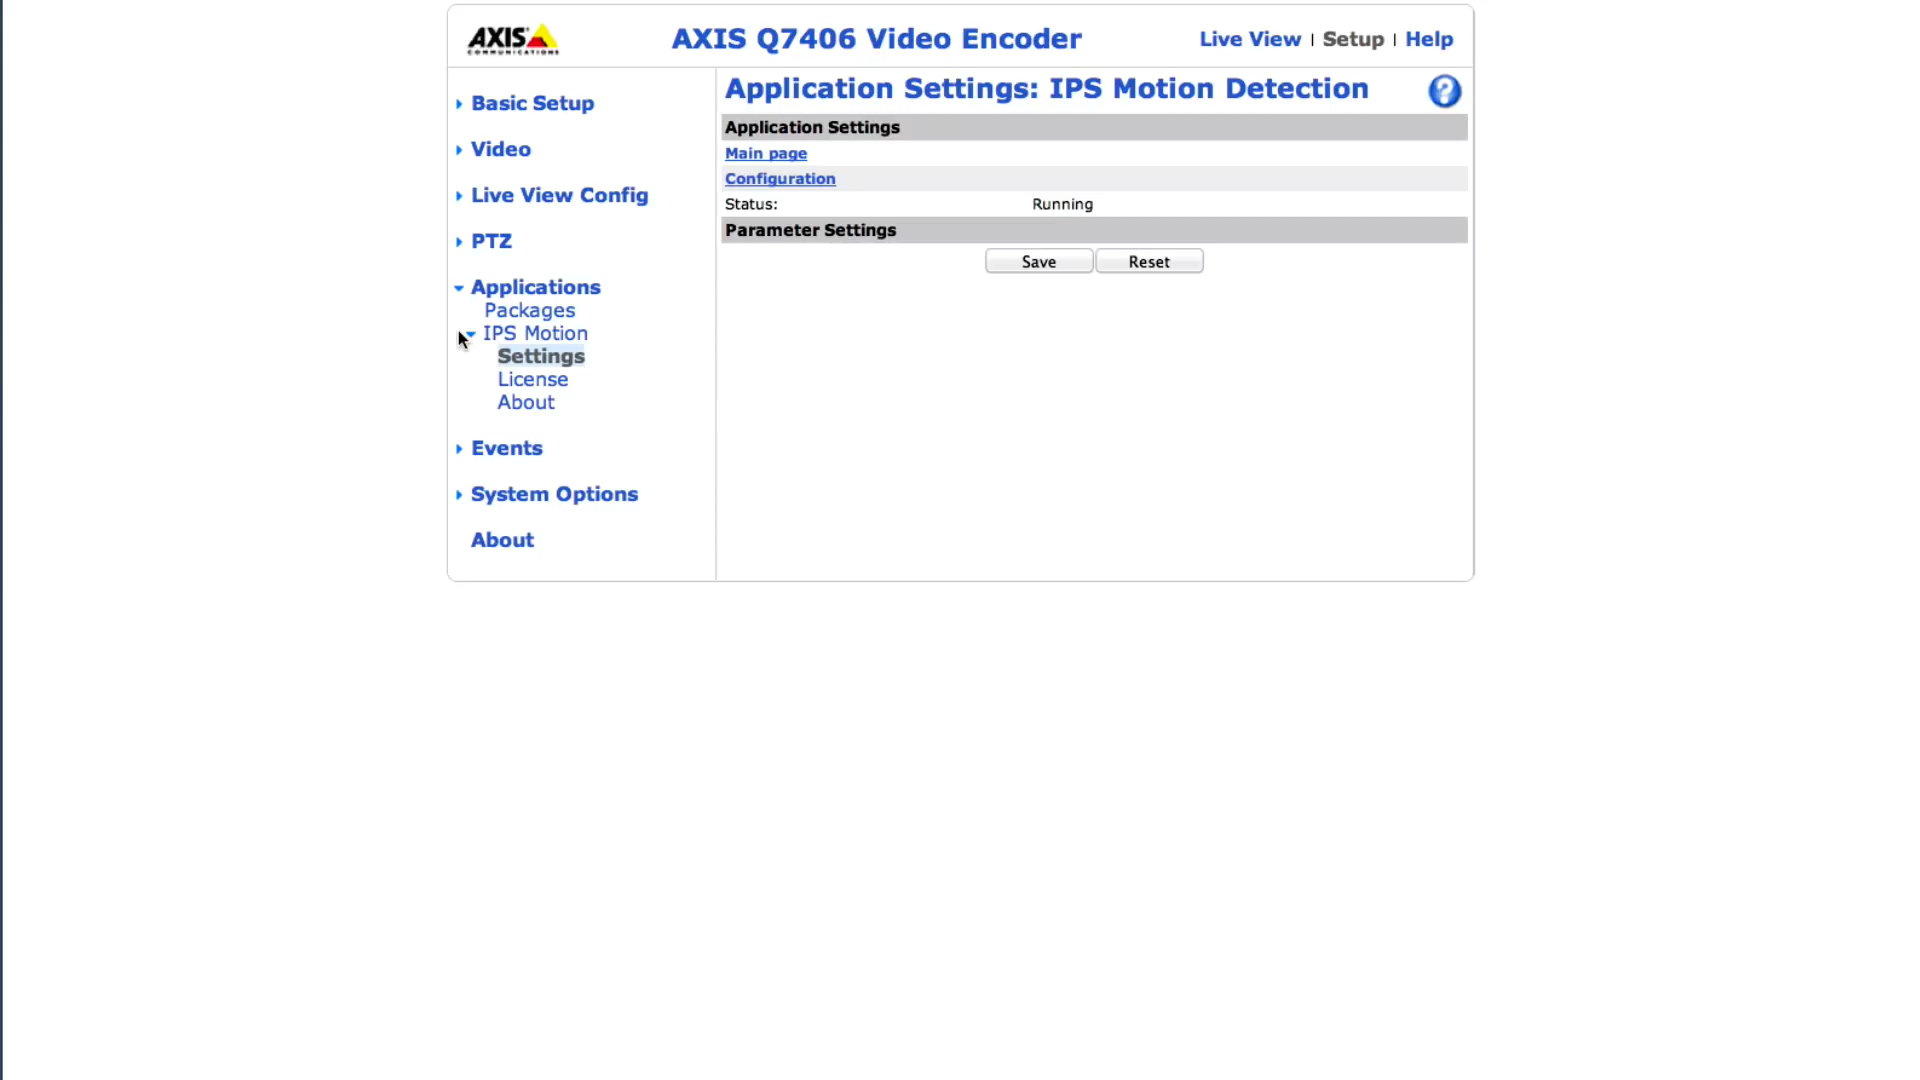 AXIS
COMMUNICATIONS
AXIS Q7406 Video Encoder
Live View | Setup | Help
Basic Setup
Video
Live View Config
PTZ
Applications
Packages
IPS Motion
Settings
License
About
Events
System Options
About
Application Settings: IPS Motion Detection
?
Application Settings
Main page
Configuration
Status: Running
Parameter Settings
Save Reset